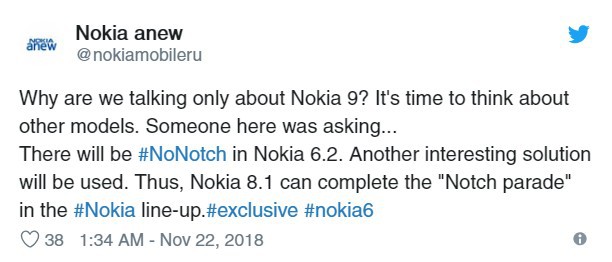 NOKIA
anew
Nokia anew
@nokiamobileru
Why are we talking only about Nokia 9? It's time to think about
other models. Someone here was asking...
There will be #NoNotch in Nokia 6.2. Another interesting solution
will be used. Thus, Nokia 8.1 can complete the "Notch parade"
in the #Nokia line-up.#exclusive #nokia6
38 1:34 AM - Nov 22, 2018